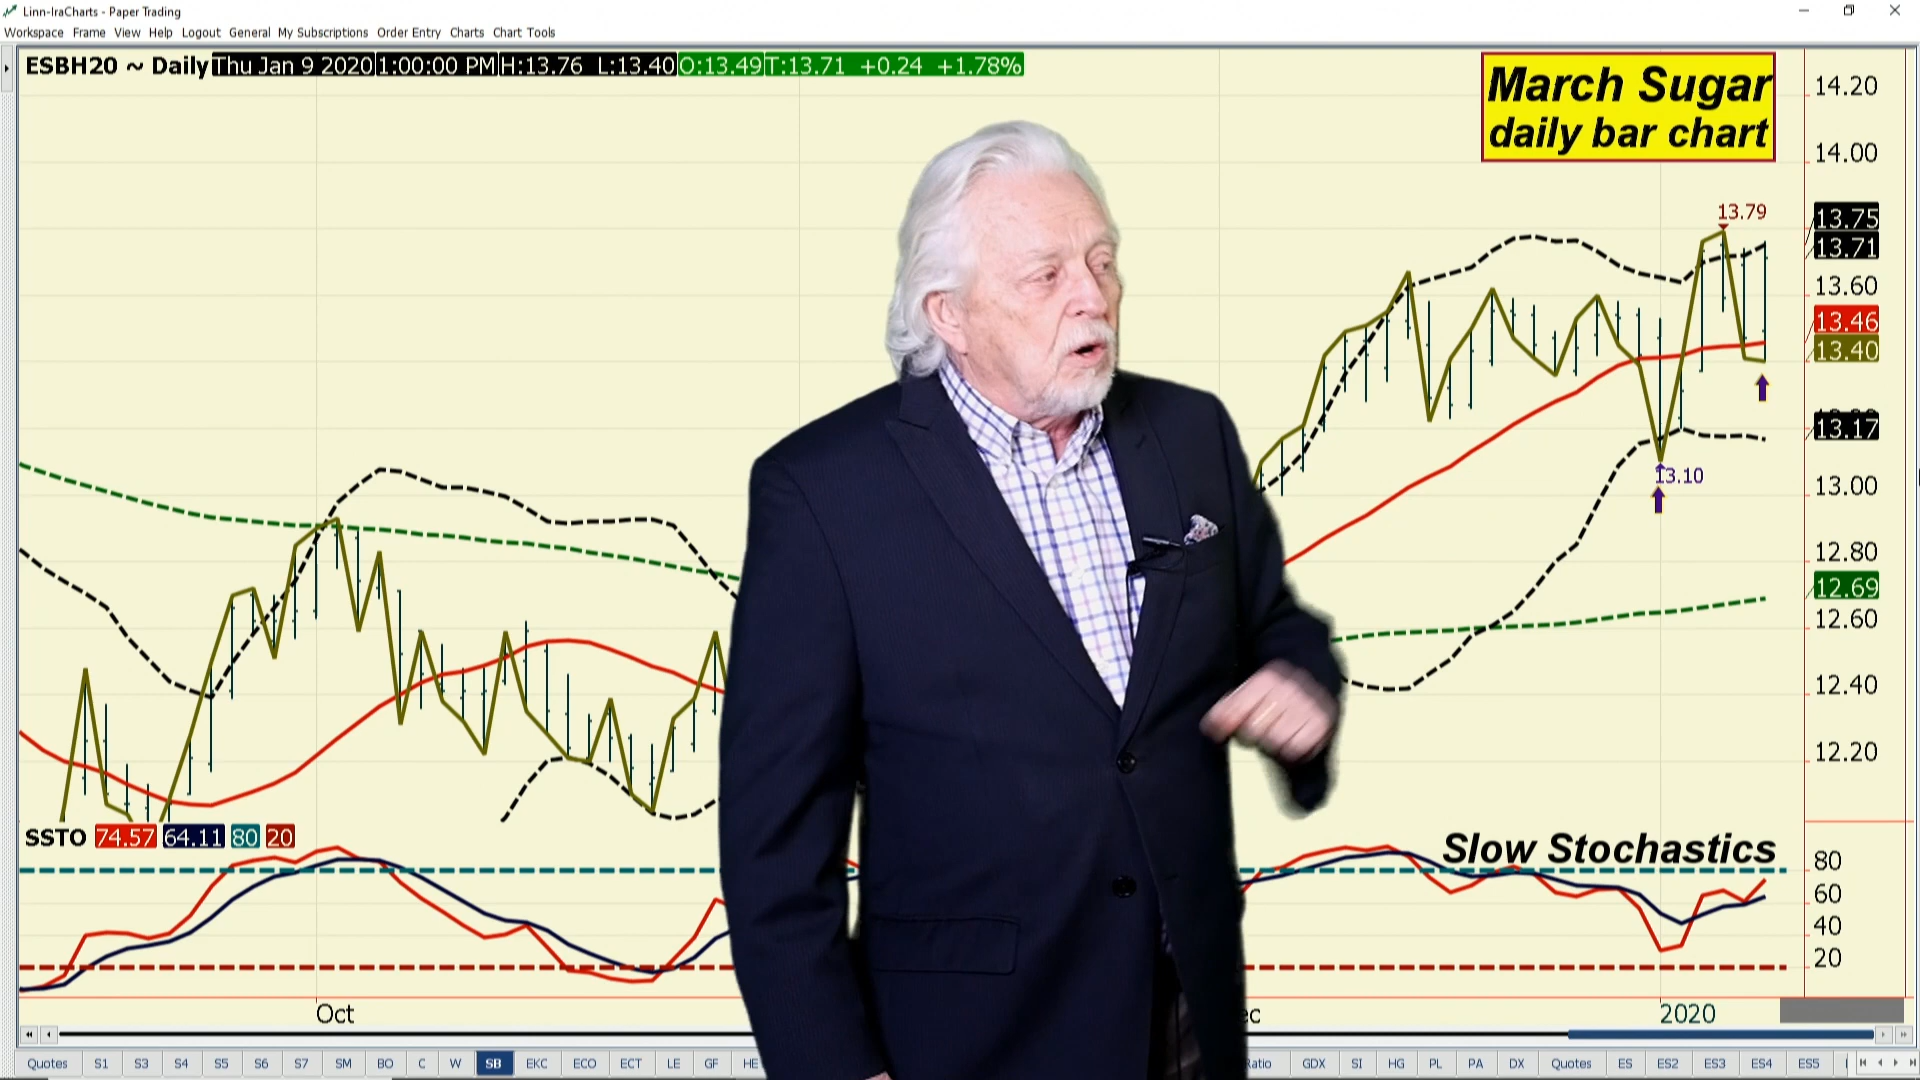 Linn-IraCharts - Paper Trading
Workspace Frame View Help Logout General My Subscriptions Order Entry Charts Chart Tools
ESBH20 ~ Daily Thu Jan 9 2020 1:00:00 PM H:13.76 L:13.40 O:13.49 T:13.71 +0.24 +1.78%
March Sugar
daily bar chart
14.20
14.00
13.79
13.75
13.71
13.60
13.46
13.40
13.17
13.10
13.00
12.80
12.69
12.60
12.40
12.20
SSTO 74.57 64.11 80 20
Slow Stochastics
80
60
40
20
Oct
2020
Quotes S1 S3 S4 S5 S6 S7 SM BO C W SB EKC ECO ECT LE GF HE GDX SI HG PL PA DX Quotes ES ES2 ES3 ES4 ES5